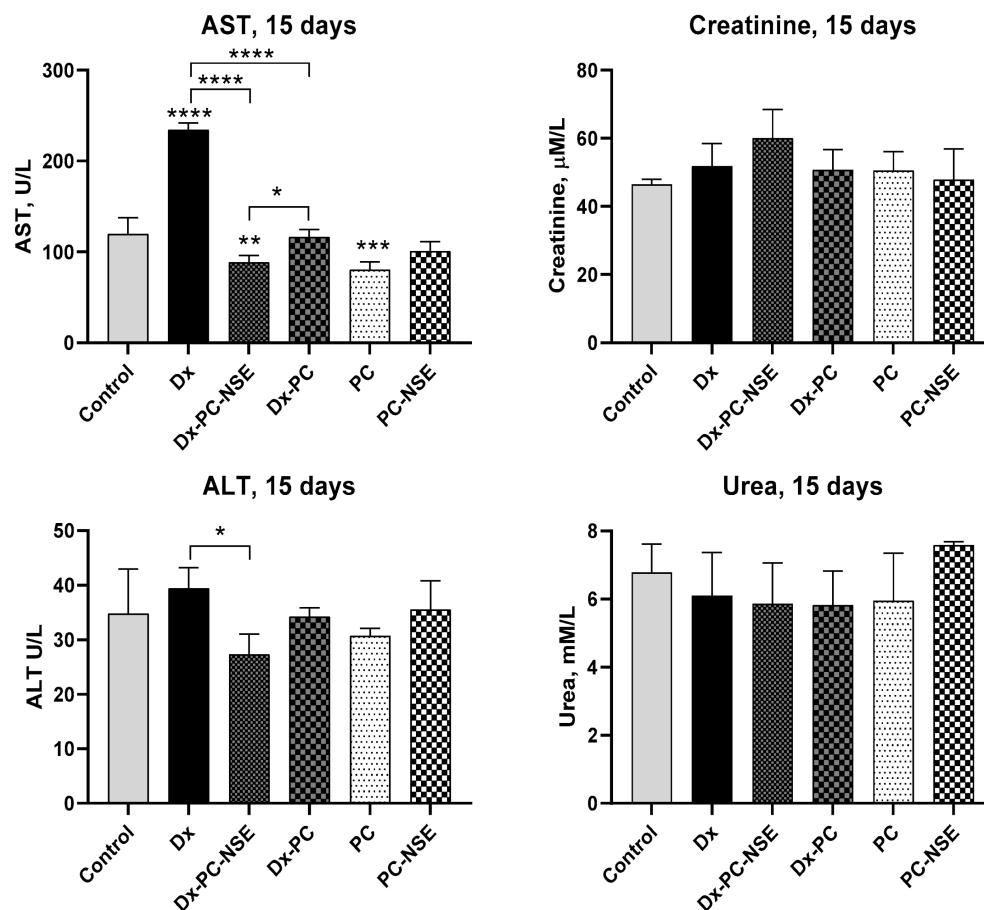 AST, 15 days
****
****
****
*
**
***
AST, U/L
300
200
100
0
Control
Dx
Dx-PC-NSE
Dx-PC
PC
PC-NSE
Creatinine, 15 days
Creatinine, μM/L
80
60
40
20
0
Control
Dx
Dx-PC-NSE
Dx-PC
PC
PC-NSE
ALT, 15 days
*
ALT U/L
50
40
30
20
10
0
Control
Dx
Dx-PC-NSE
Dx-PC
PC
PC-NSE
Urea, 15 days
Urea, mM/L
8
6
4
2
0
Control
Dx
Dx-PC-NSE
Dx-PC
PC
PC-NSE